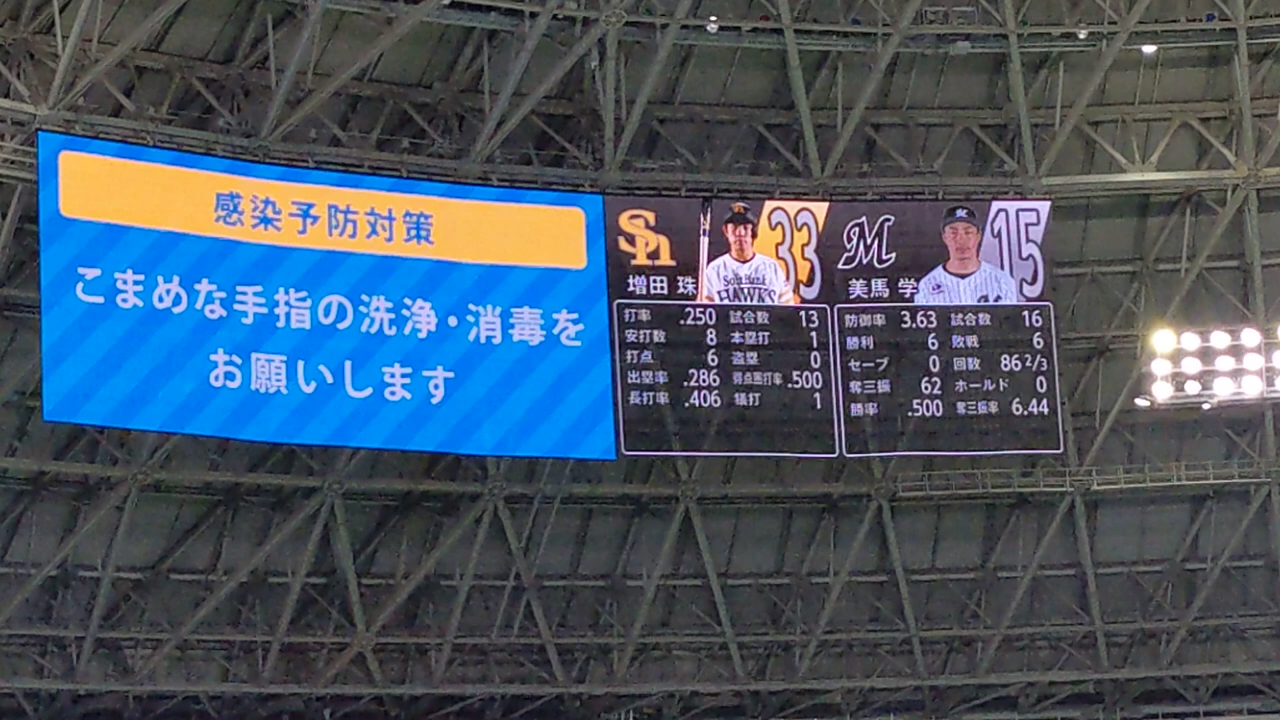 感染予防対策
こまめな手指の洗浄・消毒を
お願いします
Sh
33
増田 珠
SoftBank
HAWKS
打率 .250 試合数 13
安打数 8 本塁打 1
打点 6 盗塁 0
出塁率 .286 得点圏打率 .500
長打率 .406 犠打 1
M
15
美馬 学
防御率 3.63 試合数 16
勝利 6 敗戦 6
セーブ 0 回数 86 2/3
奪三振 62 ホールド 0
勝率 .500 奪三振率 6.44